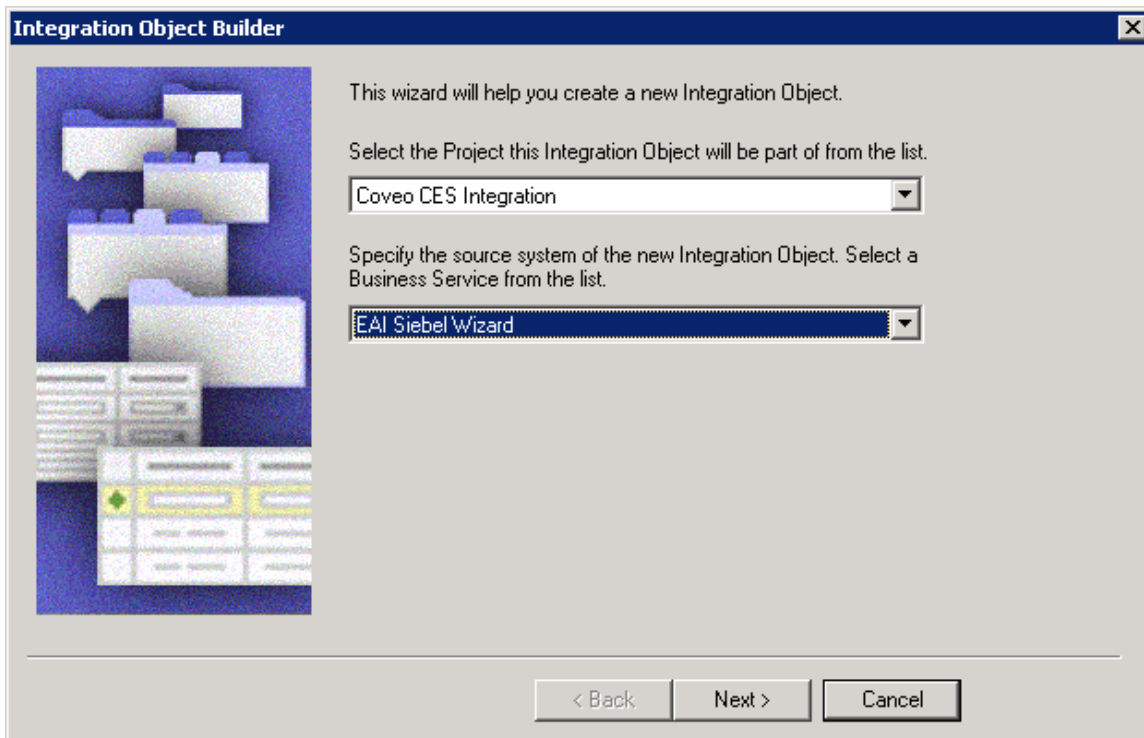 Integration Object Builder
This wizard will help you create a new Integration Object.
Select the Project this Integration Object will be part of from the list.
Coveo CES Integration
Specify the source system of the new Integration Object. Select a
Business Service from the list.
EAI Siebel Wizard
< Back
Next >
Cancel